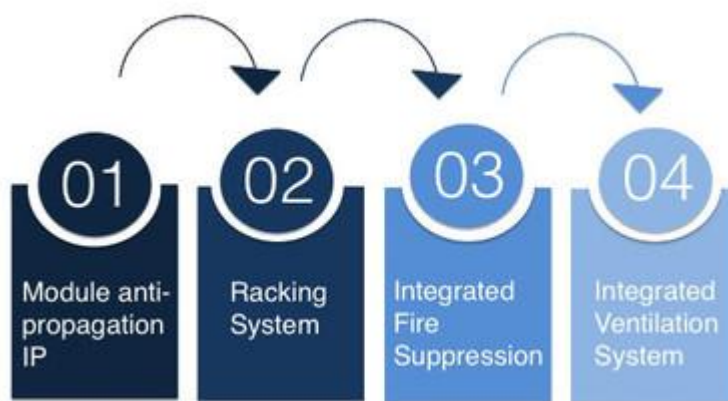 01
Module anti-
propagation
IP
02
Racking
System
03
Integrated
Fire
Suppression
04
Integrated
Ventilation
System